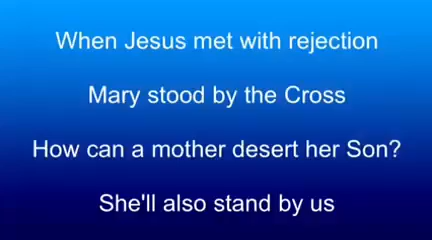 When Jesus met with rejection
Mary stood by the Cross
How can a mother desert her Son?
She'll also stand by us